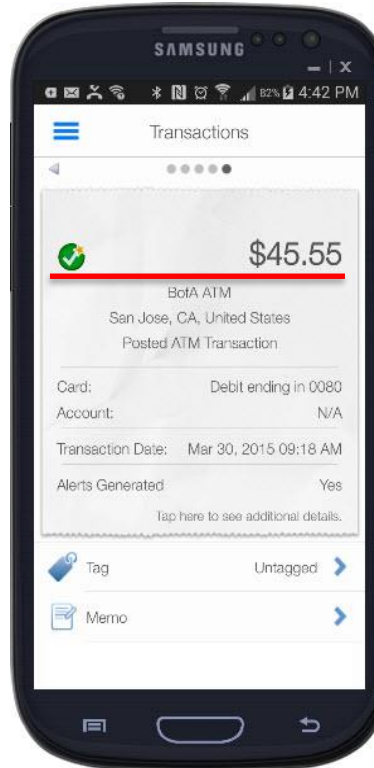 SAMSUNG
– | X
82% 4:42 PM
Transactions
$45.55
BofA ATM
San Jose, CA, United States
Posted ATM Transaction
Card: Debit ending in 0080
Account: N/A
Transaction Date: Mar 30, 2015 09:18 AM
Alerts Generated Yes
Tap here to see additional details.
Tag Untagged
Memo